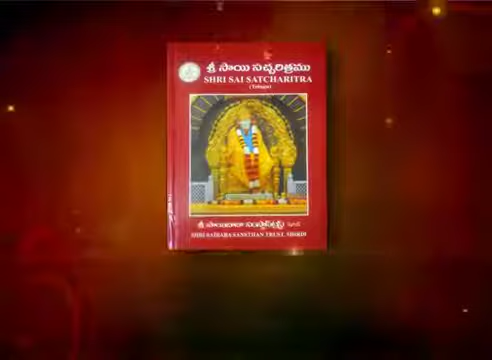 శ్రీ సాయి సచ్చరిత్రము
SHRI SAI SATCHARITRA
(Telugu)
శ్రీ సాయిబాబా సంస్థాన్
SHRI SAIBABA SANSTHAN TRUST, SHIRDI